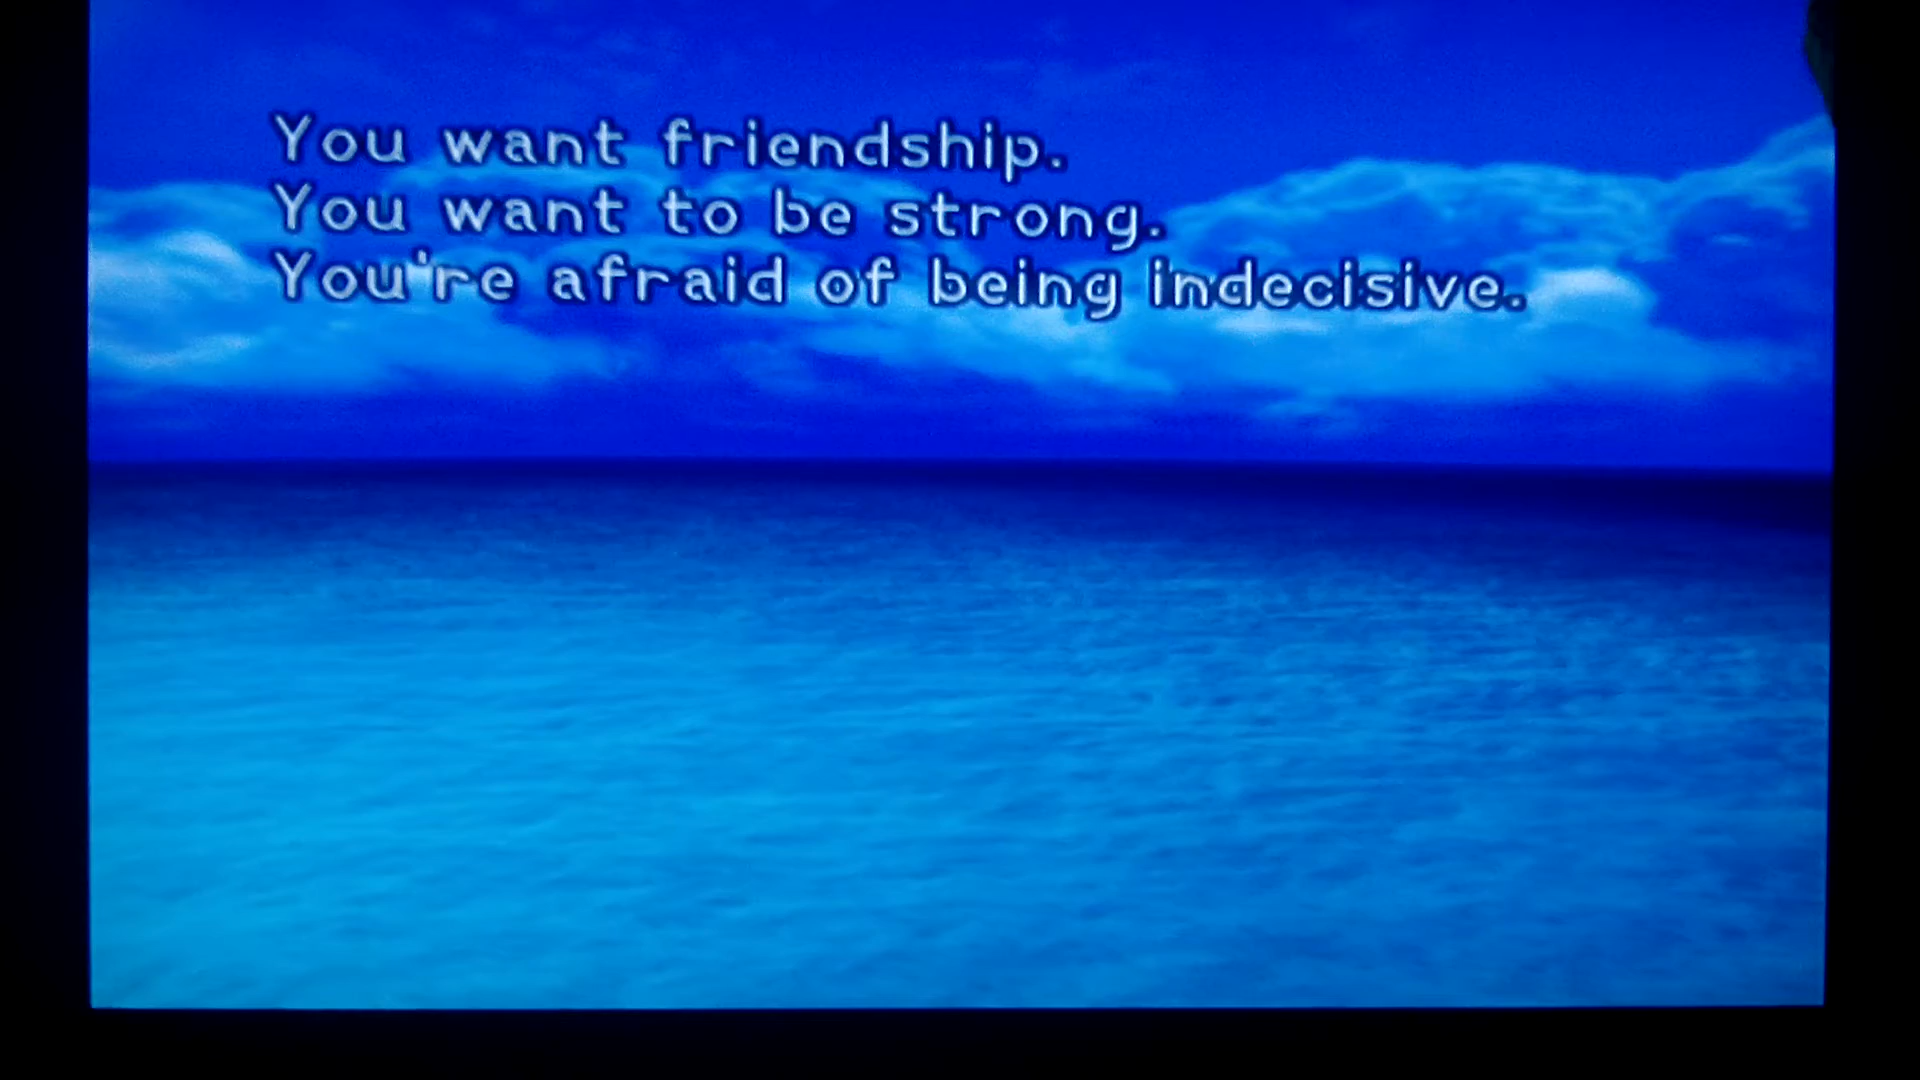 You want friendship.
You want to be strong.
You're afraid of being indecisive.